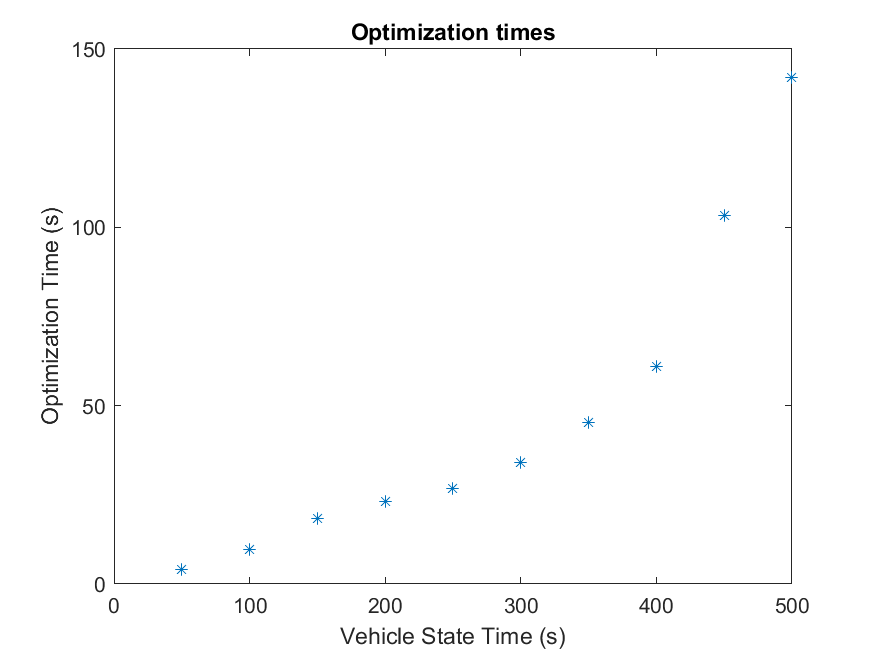 Optimization times
150
100
50
0
Optimization Time (s)
0 100 200 300 400 500
Vehicle State Time (s)